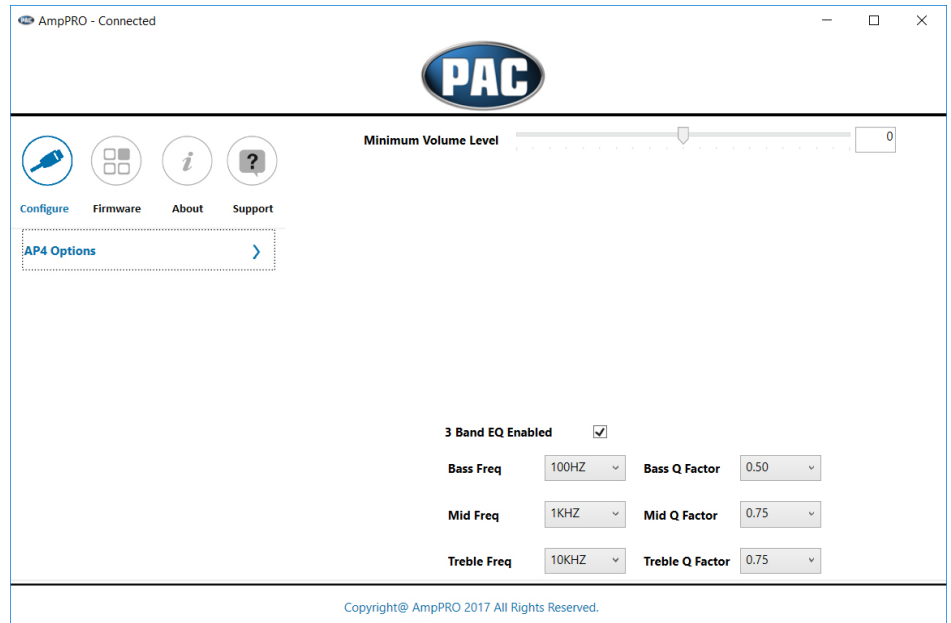 AmpPRO - Connected
PAC
Minimum Volume Level 0
Configure Firmware About Support
AP4 Options
3 Band EQ Enabled
Bass Freq 100HZ Bass Q Factor 0.50
Mid Freq 1KHZ Mid Q Factor 0.75
Treble Freq 10KHZ Treble Q Factor 0.75
Copyright@ AmpPRO 2017 All Rights Reserved.